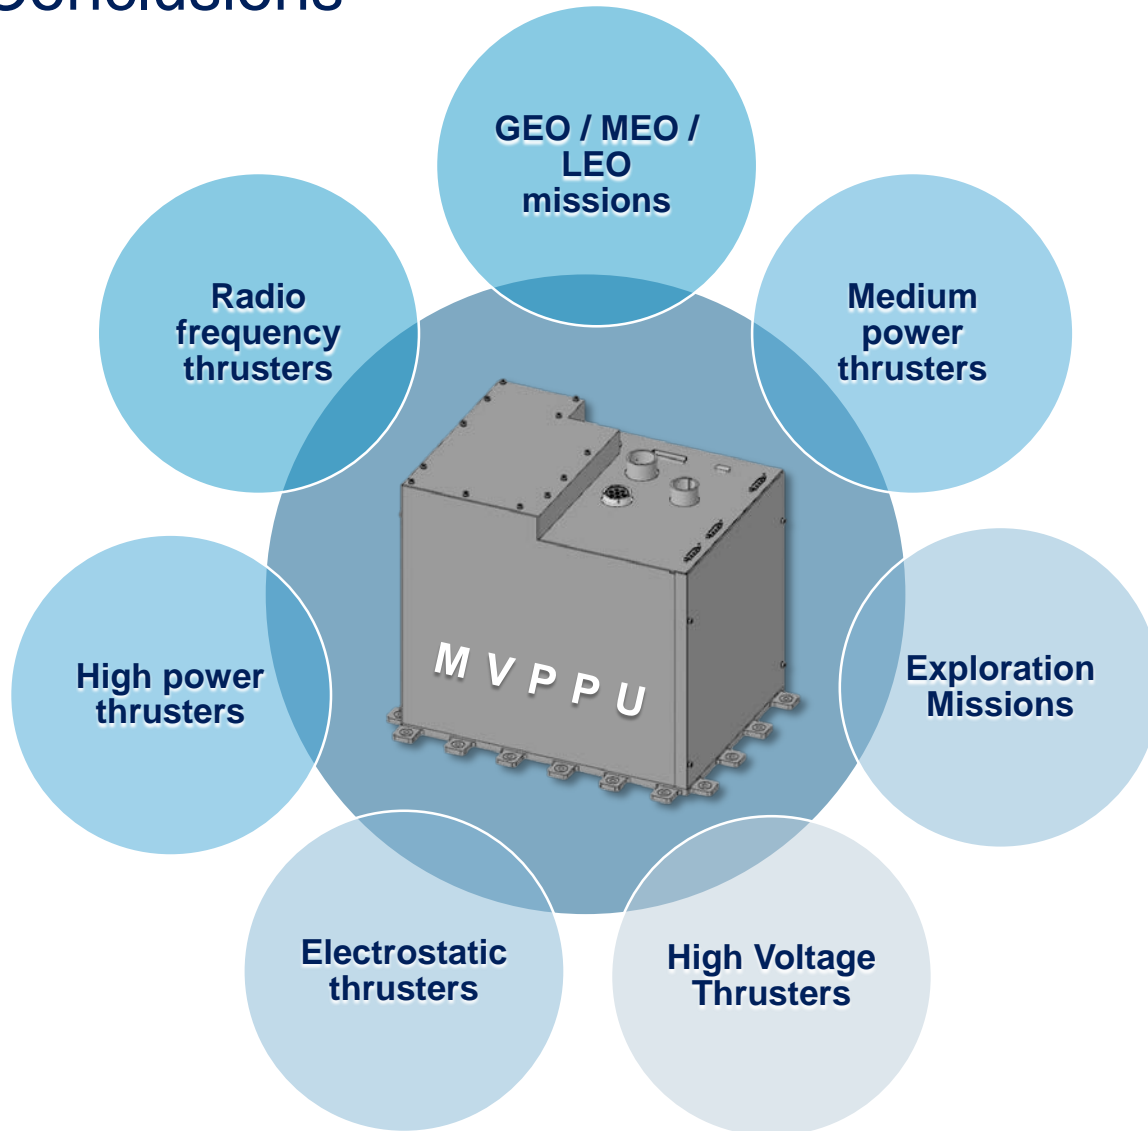 Conclusions
GEO / MEO /
LEO
missions
Radio
frequency
thrusters
Medium
power
thrusters
M V P P U
High power
thrusters
Exploration
Missions
Electrostatic
thrusters
High Voltage
Thrusters